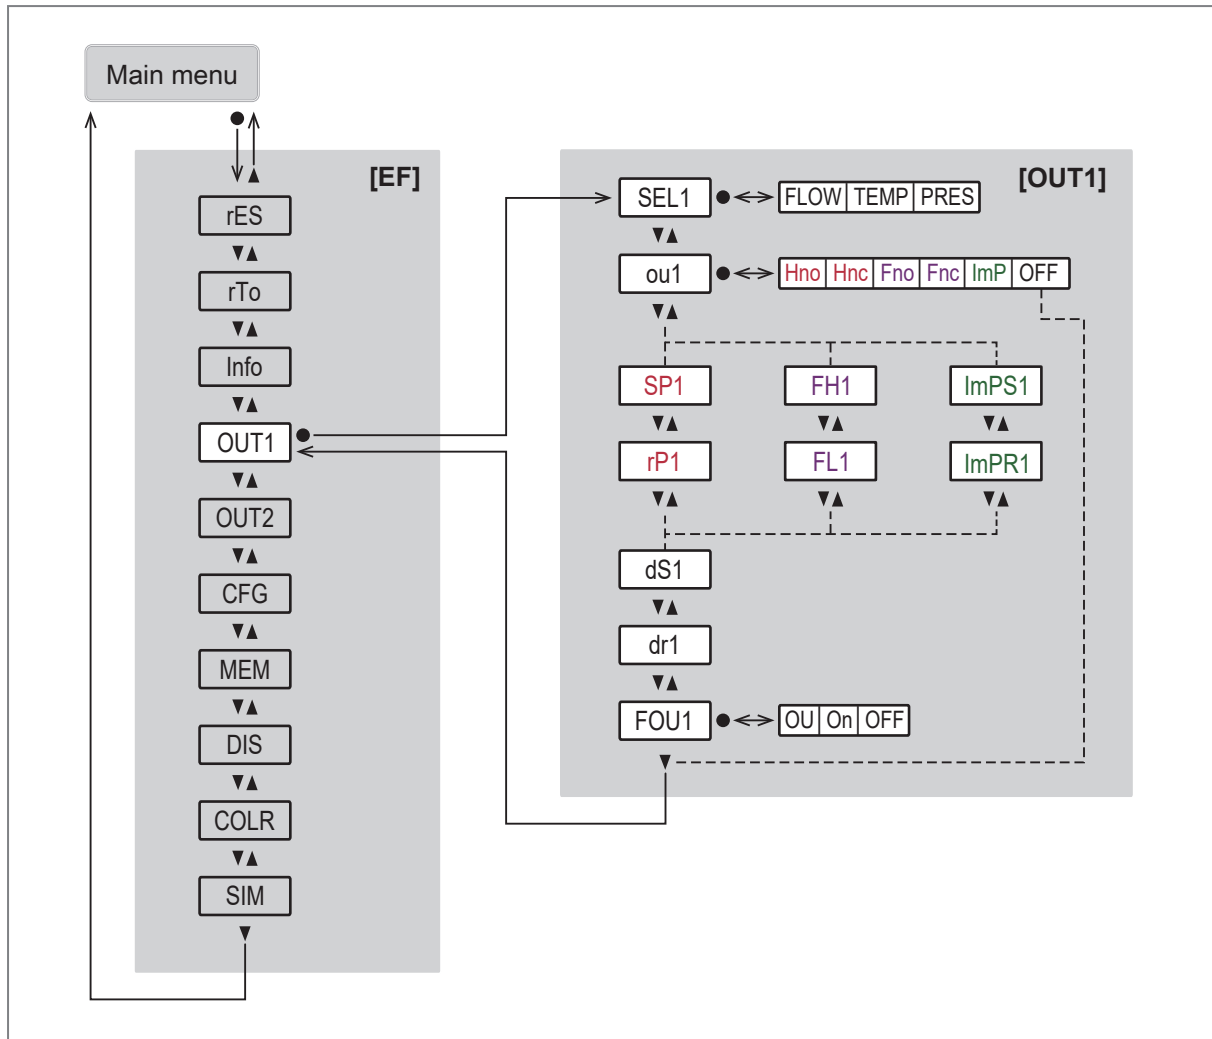 Main menu
[EF]
rES
rTo
Info
OUT1
OUT2
CFG
MEM
DIS
COLR
SIM
[OUT1]
SEL1 FLOW TEMP PRES
ou1 Hno Hnc Fno Fnc ImP OFF
SP1 FH1 ImPS1
rP1 FL1 ImPR1
dS1
dr1
FOU1 OU On OFF